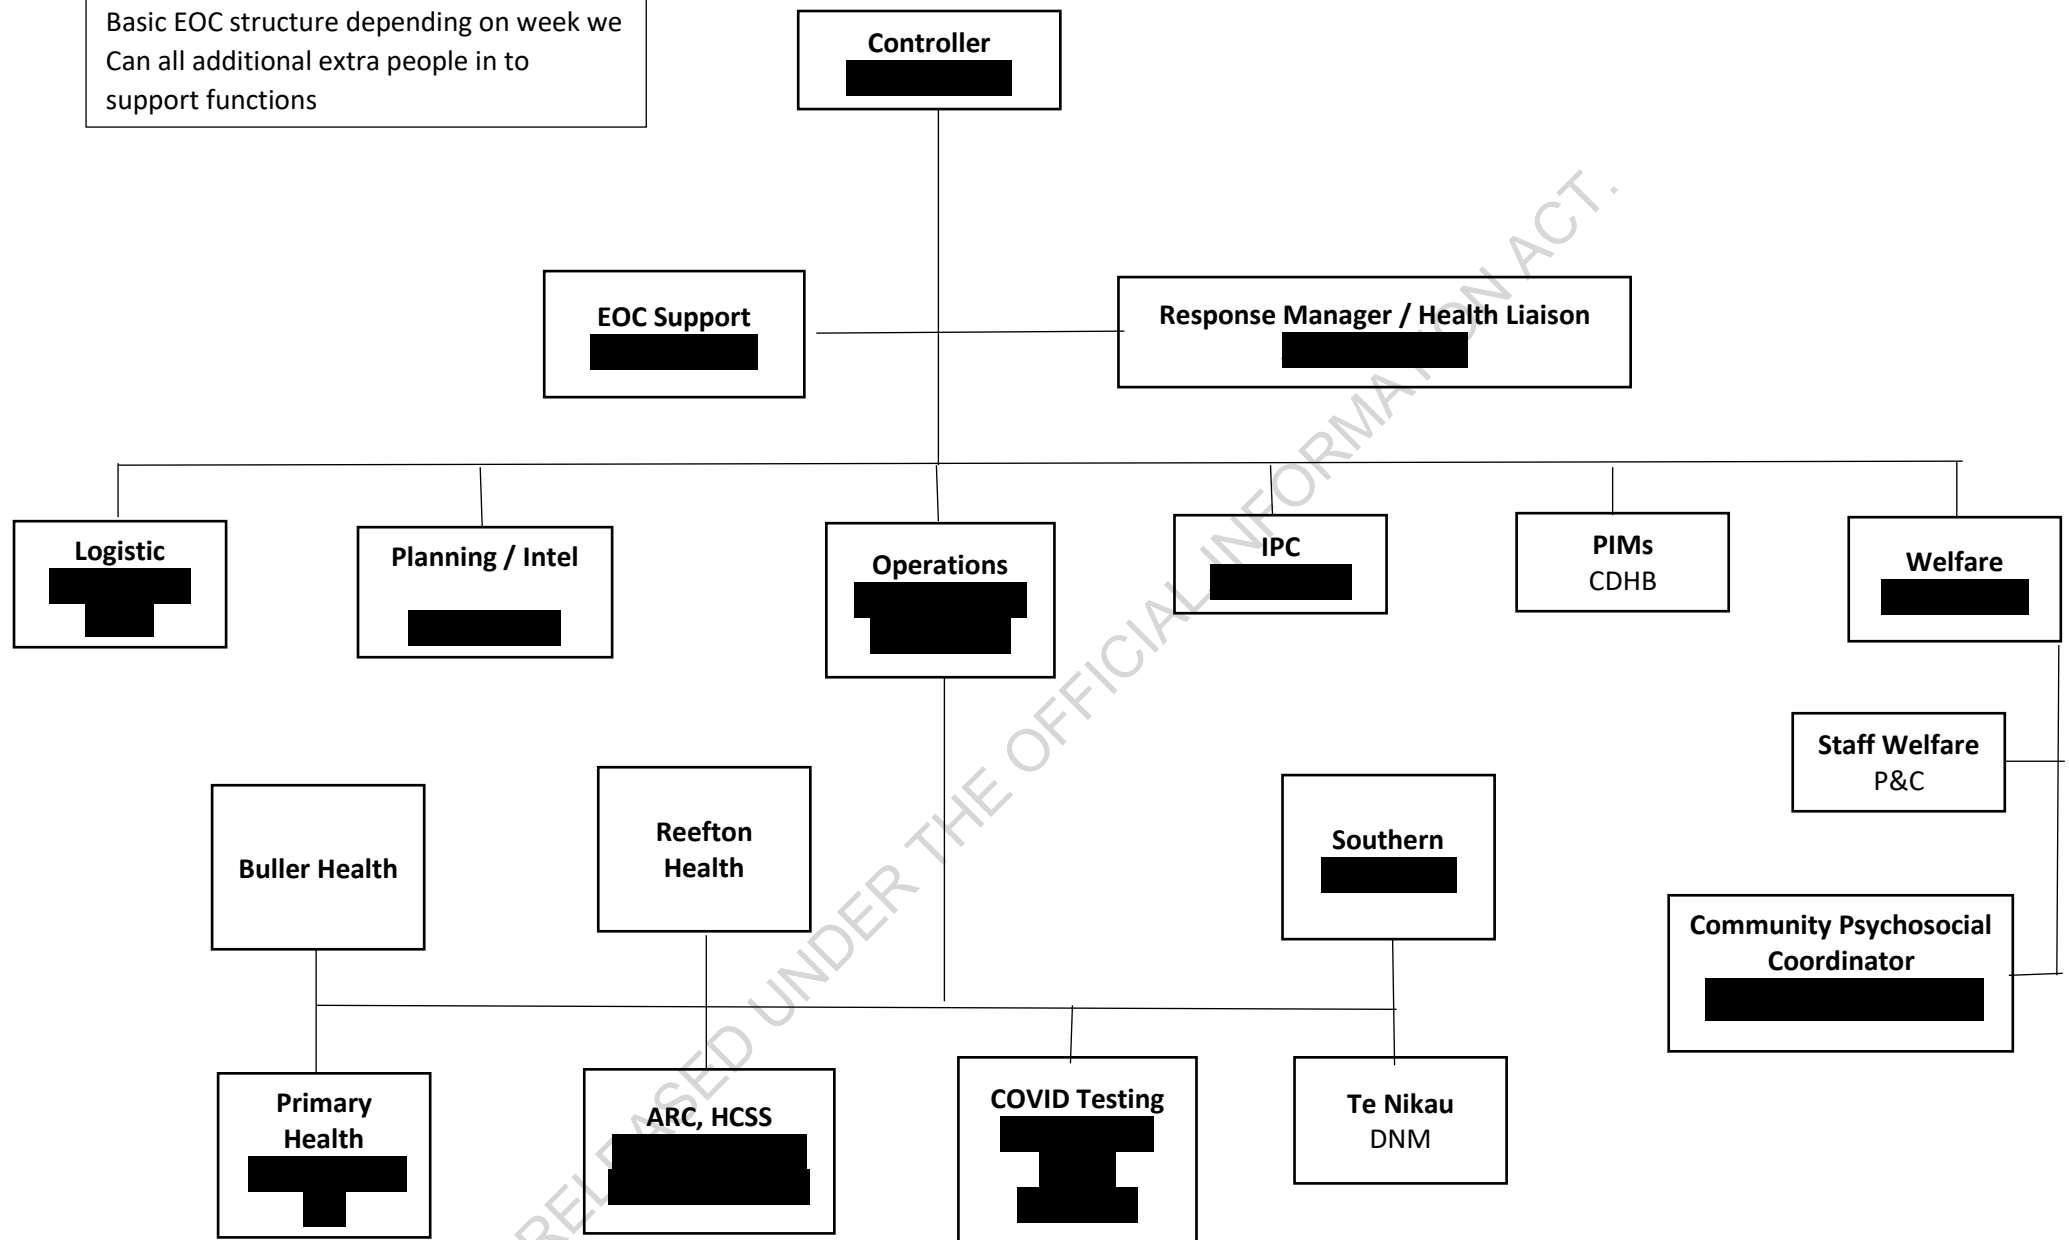 Basic EOC structure depending on week we
Can all additional extra people in to
support functions
Controller
EOC Support
Response Manager / Health Liaison
Logistic
Planning / Intel
Operations
IPC
PIMs
CDHB
Welfare
Staff Welfare
P&C
Buller Health
Reefton
Health
Southern
Community Psychosocial
Coordinator
Primary
Health
ARC, HCSS
COVID Testing
Te Nikau
DNM
RELEASED UNDER THE OFFICIAL INFORMATION ACT.